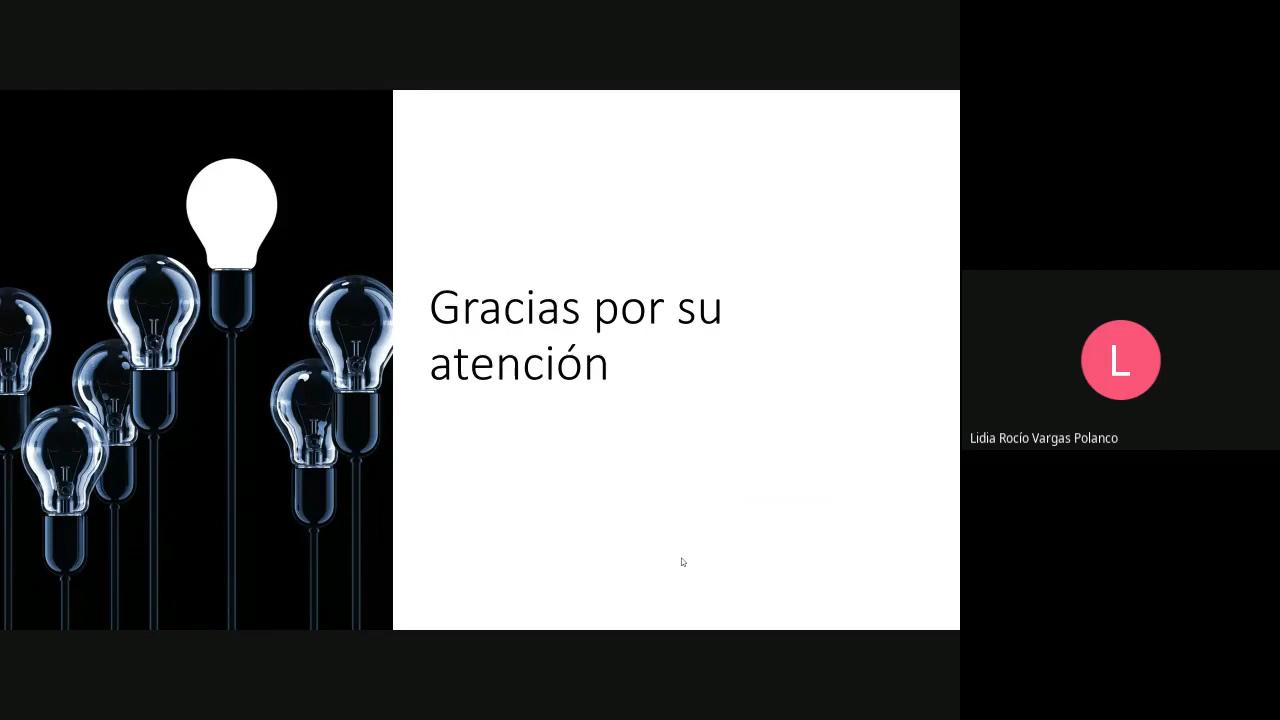 Gracias por su
atención
L
Lidia Rocío Vargas Polanco